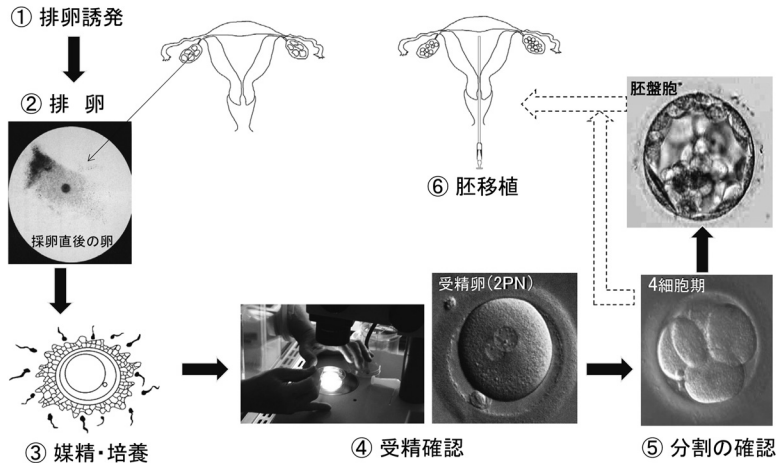 ① 排卵誘発
② 排 卵
採卵直後の卵
③ 媒精・培養
④ 受精確認
受精卵(2PN)
4細胞期
⑤ 分割の確認
胚盤胞
⑥ 胚移植